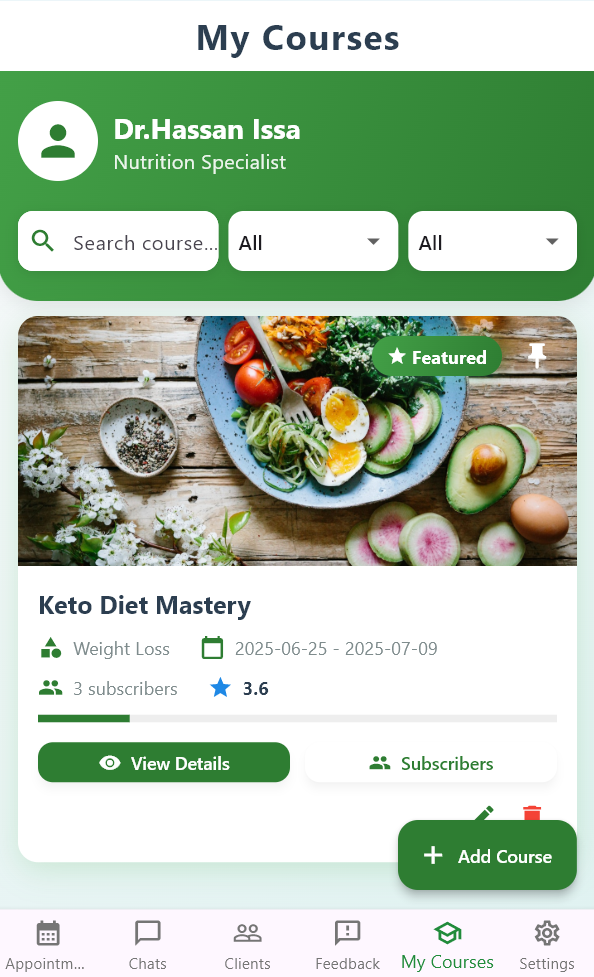 My Courses
Dr.Hassan Issa
Nutrition Specialist
Search course...
All
All
Featured
Keto Diet Mastery
Weight Loss
2025-06-25 - 2025-07-09
3 subscribers
3.6
View Details
Subscribers
Add Course
Appointm...
Chats
Clients
Feedback
My Courses
Settings